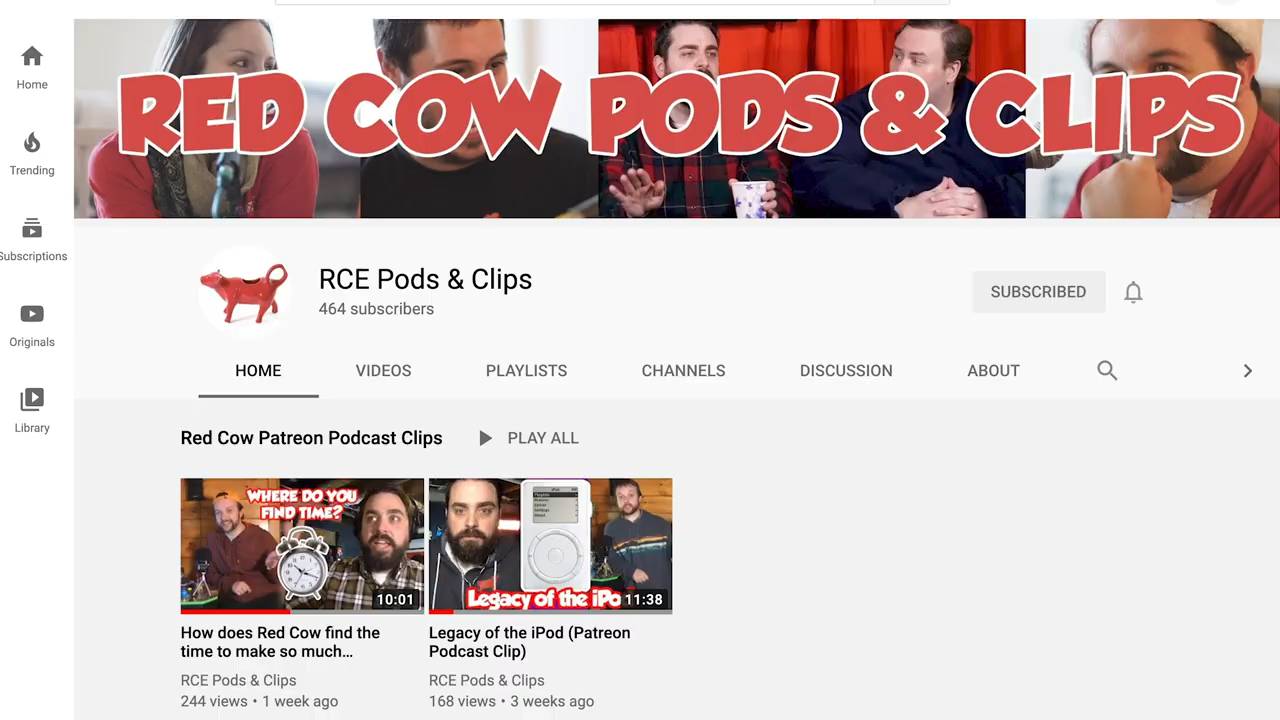 RED COW PODS & CLIPS
Home
Trending
Subscriptions
Originals
Library
RCE Pods & Clips
464 subscribers
SUBSCRIBED
HOME VIDEOS PLAYLISTS CHANNELS DISCUSSION ABOUT
Red Cow Patreon Podcast Clips PLAY ALL
WHERE DO YOU
FIND TIME?
10:01
Legacy of the iPo
11:38
How does Red Cow find the
time to make so much...
RCE Pods & Clips
244 views • 1 week ago
Legacy of the iPod (Patreon
Podcast Clip)
RCE Pods & Clips
168 views • 3 weeks ago